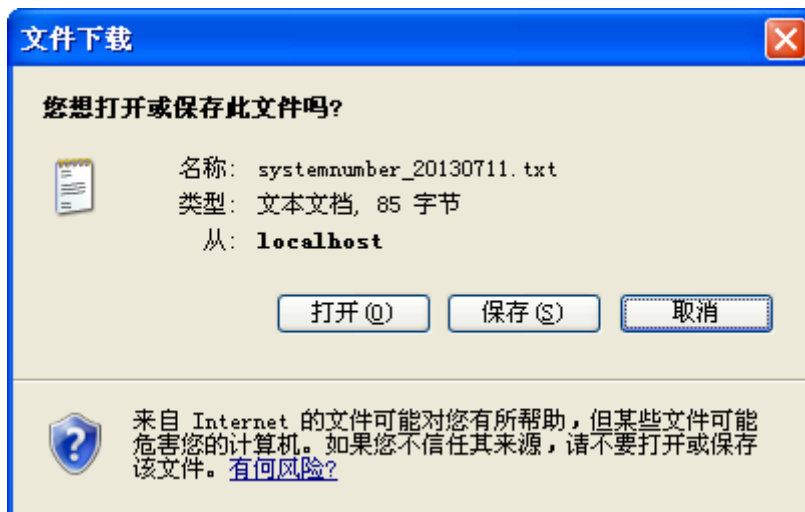 文件下载
您想打开或保存此文件吗?
名称: systemnumber_20130711.txt
类型: 文本文档, 85 字节
从: localhost
打开(O) 保存(S) 取消
来自 Internet 的文件可能对您有所帮助，但某些文件可能
危害您的计算机。如果您不信任其来源，请不要打开或保存
该文件。有何风险?